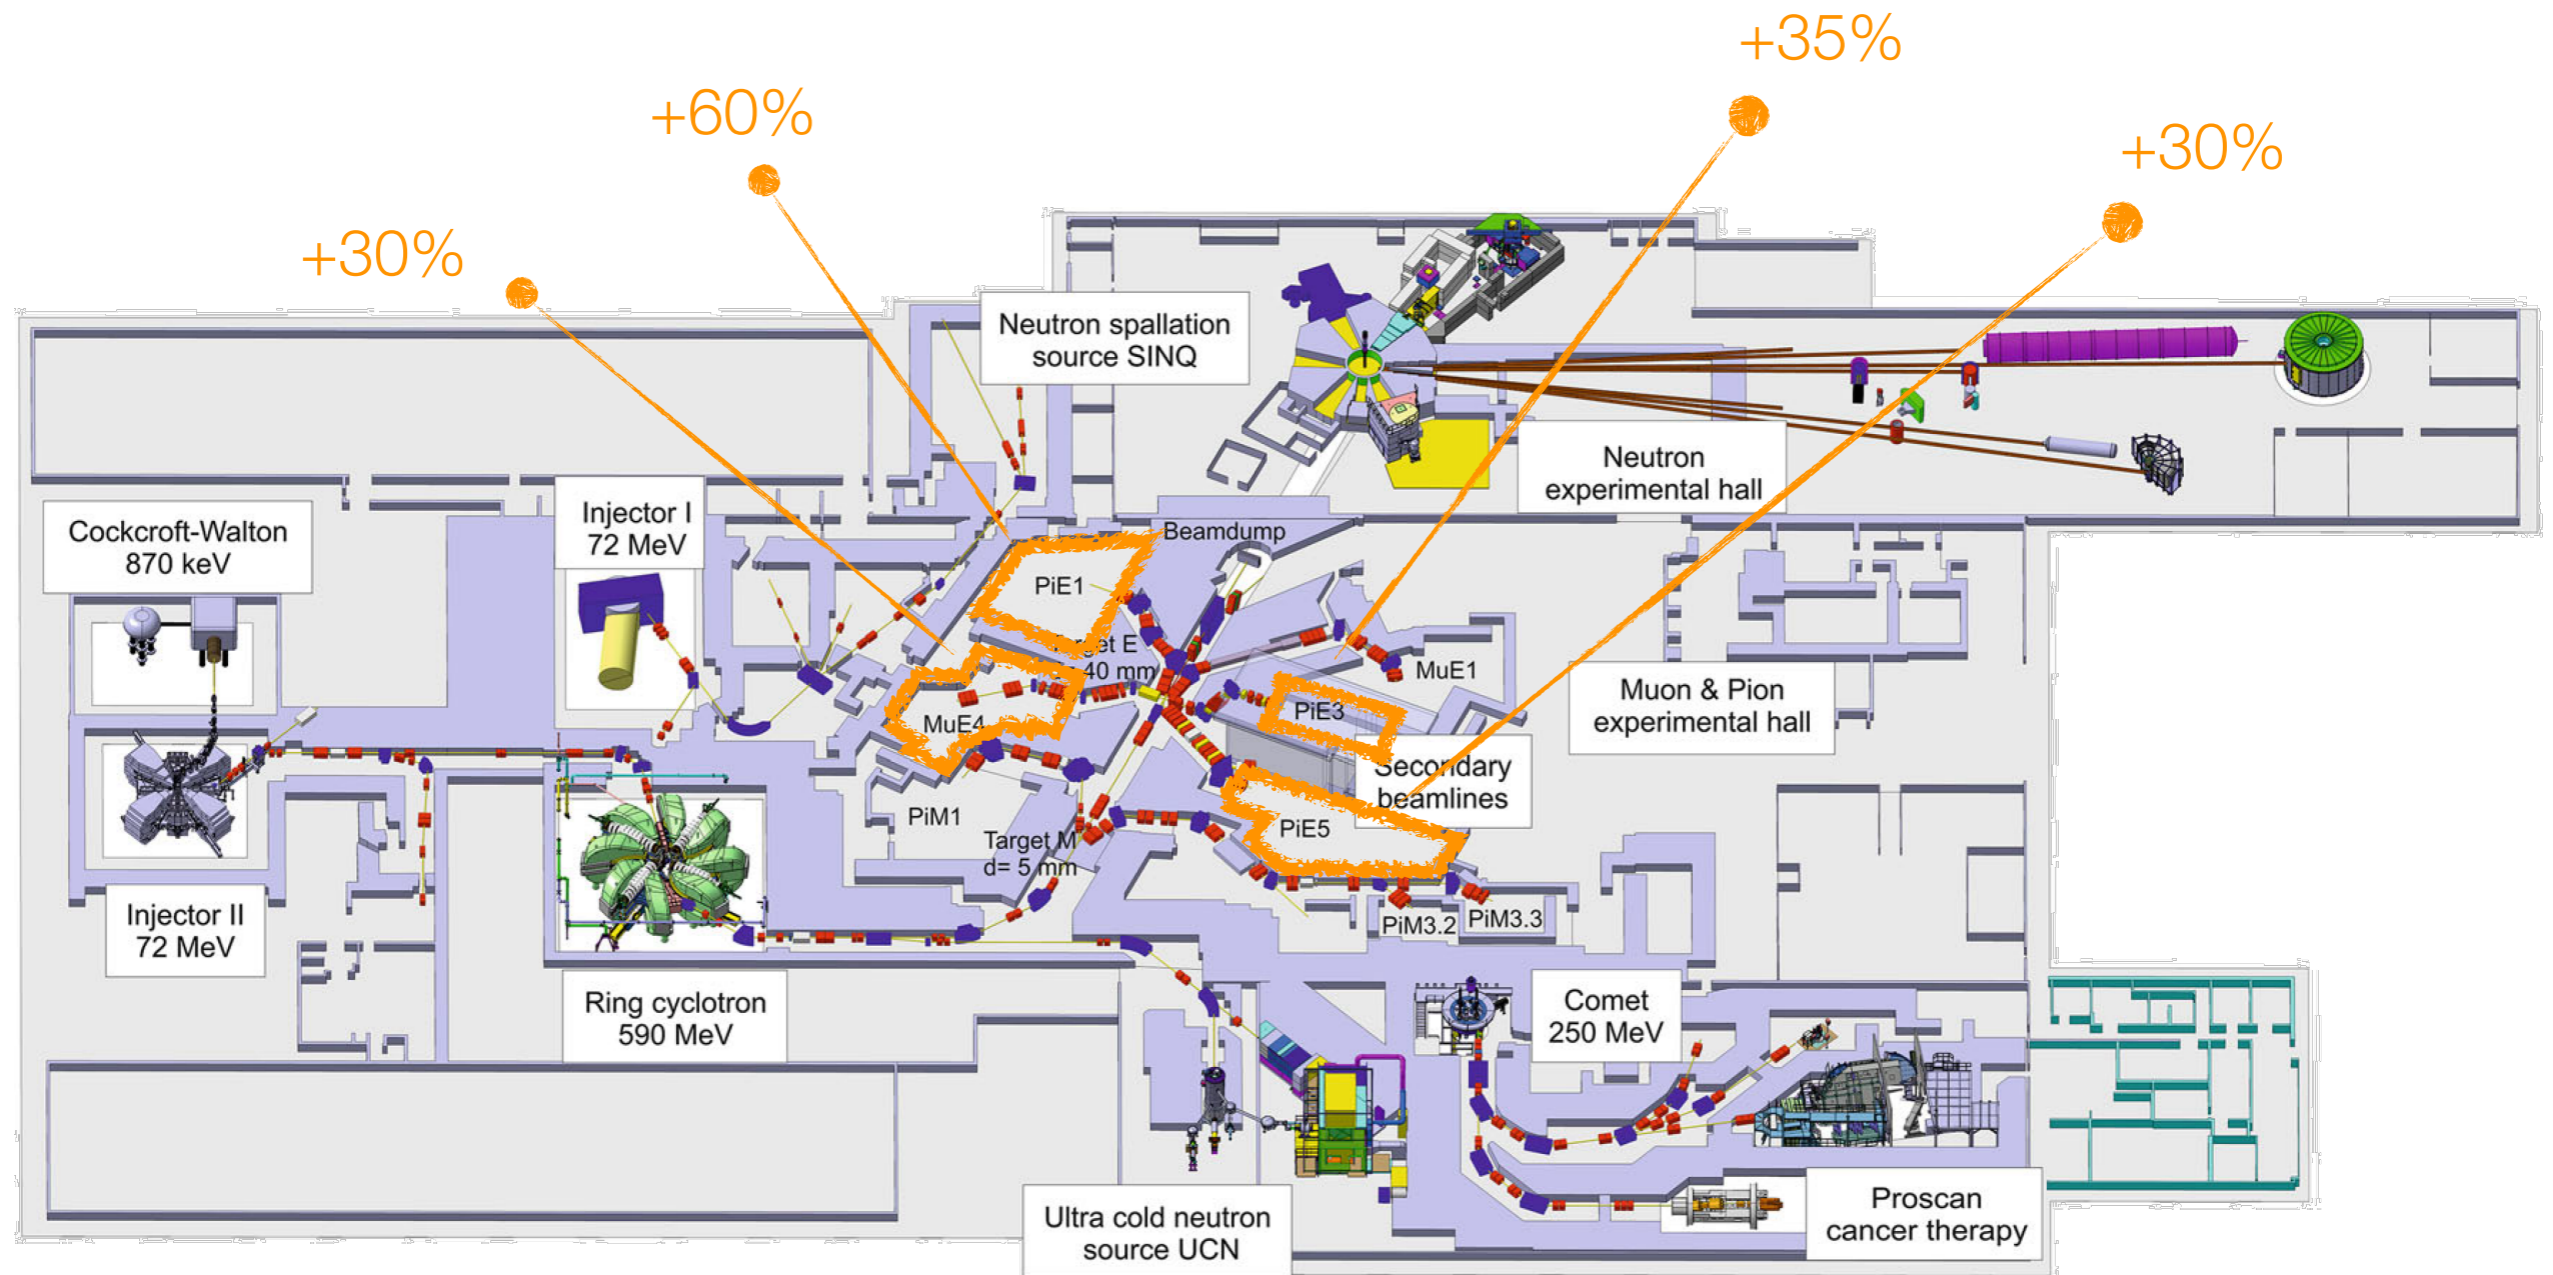 +35%
+60%
+30%
+30%
Neutron spallation
source SINQ
Neutron
experimental hall
Cockcroft-Walton
870 keV
Injector I
72 MeV
Beamdump
PiE1
40 mm
MuE1
MuE4
PiE3
Muon & Pion
experimental hall
Secondary
beamlines
PiM1
PiE5
Target M
d= 5 mm
PiM3.2
PiM3.3
Injector II
72 MeV
Ring cyclotron
590 MeV
Comet
250 MeV
Ultra cold neutron
source UCN
Proscan
cancer therapy